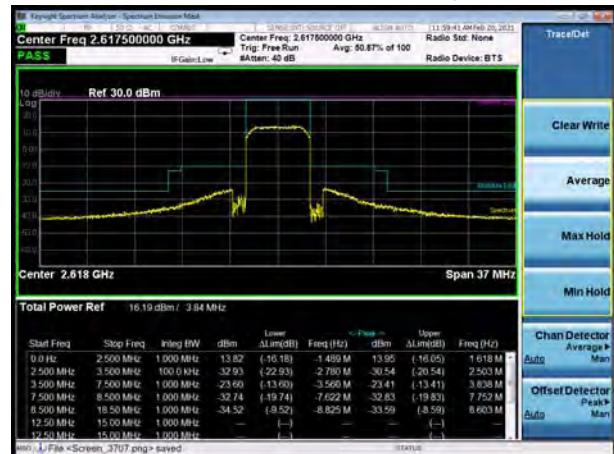 Keysight Spectrum Analyzer - Spectrum Emission Mask
11:59:41 AM Feb 20, 2021
Center Freq 2.617500000 GHz
Center Freq: 2.617500000 GHz
Radio Std: None
Trace/Det
PASS
Trig: Free Run
Avg: 50.87% of 100
IFGain:Low
#Atten: 40 dB
Radio Device: BTS
10 dB/div
Ref 30.0 dBm
Log
Clear Write
Average
Max Hold
Min Hold
Center 2.618 GHz
Span 37 MHz
Total Power Ref
16.19 dBm / 3.84 MHz
Lower
Upper
Start Freq Stop Freq Integ BW dBm ΔLim(dB) Freq (Hz) dBm ΔLim(dB) Freq (Hz)
0.0 Hz 2.500 MHz 1.000 MHz 13.82 (-16.18) -1.489 M 13.95 (-16.05) 1.618 M
2.500 MHz 3.500 MHz 100.0 kHz -32.93 (-22.93) -2.780 M -30.54 (-20.54) 2.503 M
3.500 MHz 7.500 MHz 1.000 MHz -23.60 (-13.60) -3.560 M -23.41 (-13.41) 3.838 M
7.500 MHz 8.500 MHz 1.000 MHz -32.74 (-19.74) -7.622 M -32.83 (-19.83) 7.752 M
8.500 MHz 18.50 MHz 1.000 MHz -34.52 (-9.52) -8.825 M -33.59 (-8.59) 8.603 M
12.50 MHz 15.00 MHz 1.000 MHz --- (---) --- --- (---) ---
12.50 MHz 15.00 MHz 1.000 MHz --- (---) --- --- (---) ---
Chan Detector
Average
Auto Man
Offset Detector
Peak
Auto Man
MSG File <Screen_3707.png> saved
STATUS